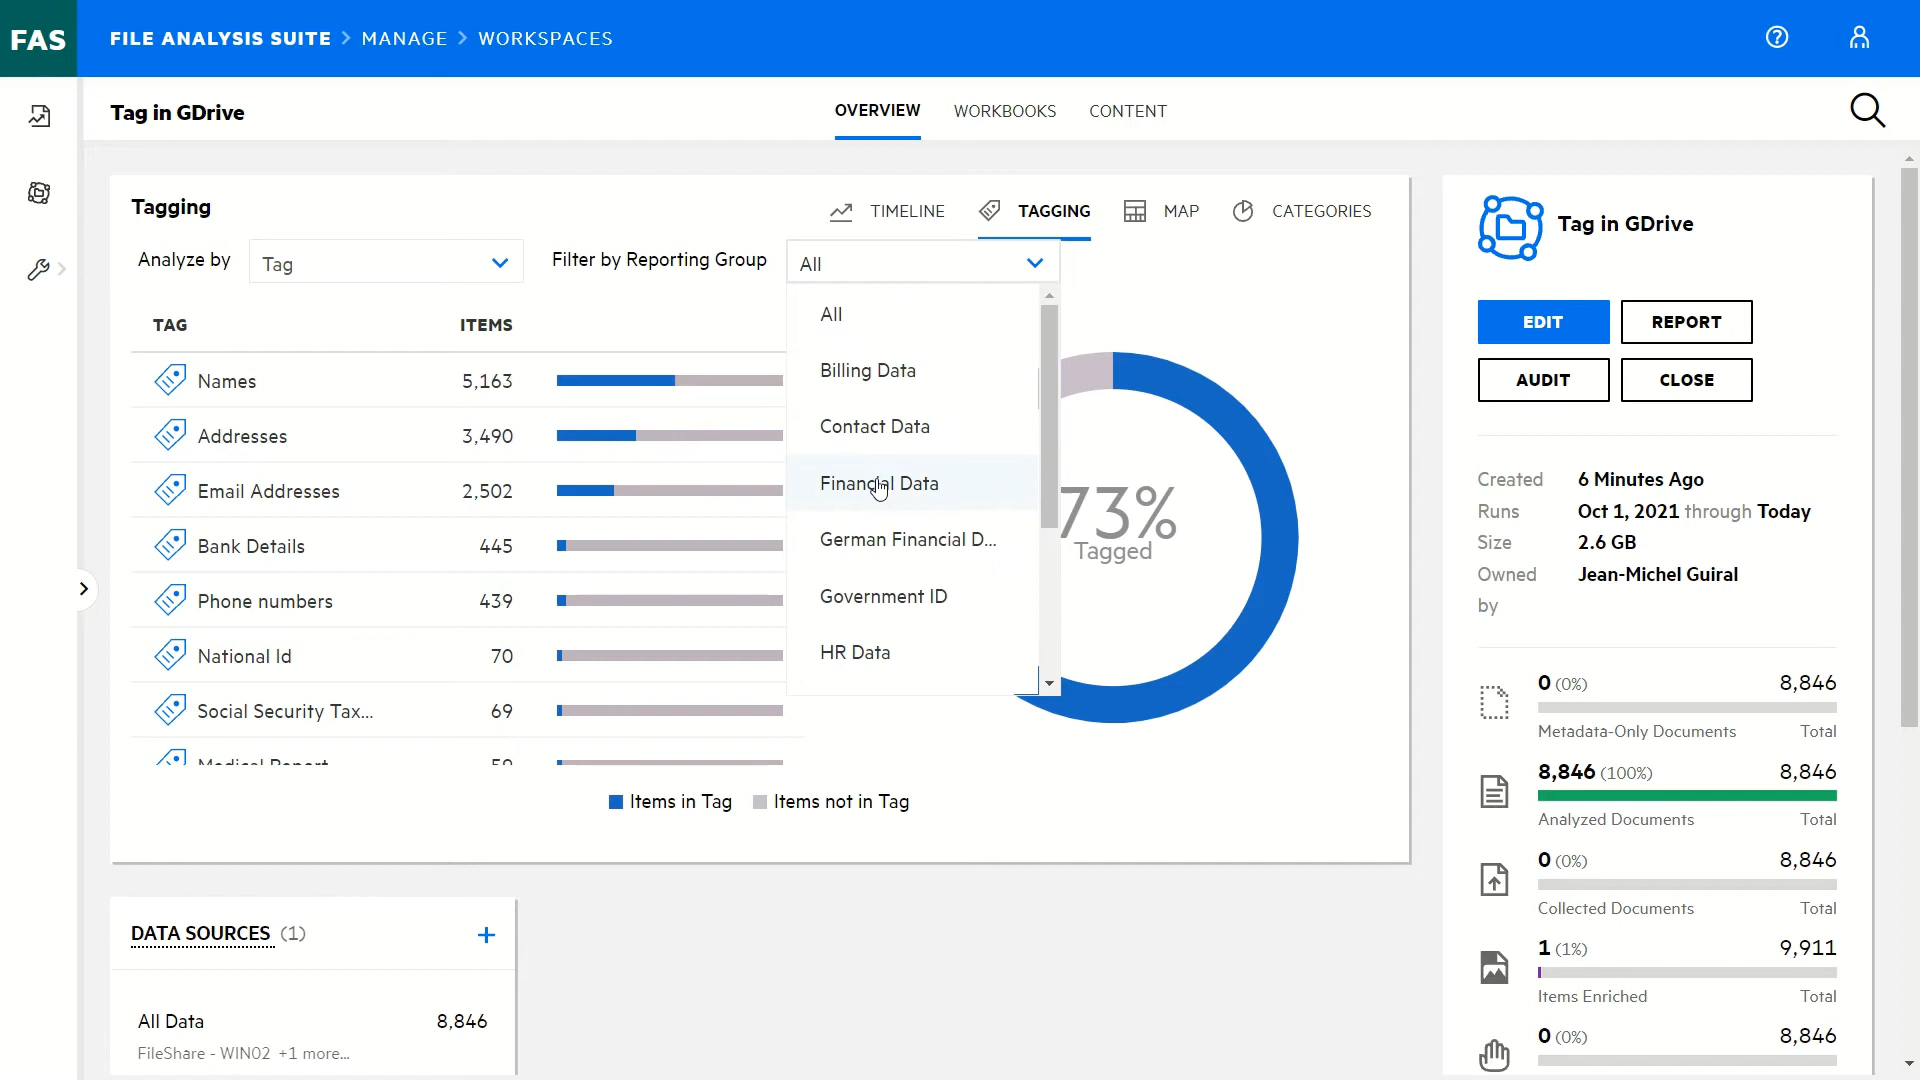 FAS
FILE ANALYSIS SUITE > MANAGE > WORKSPACES
Tag in GDrive
OVERVIEW WORKBOOKS CONTENT
Tagging
TIMELINE TAGGING MAP CATEGORIES
Analyze by Tag Filter by Reporting Group All
TAG ITEMS
Names 5,163
Addresses 3,490
Email Addresses 2,502
Bank Details 445
Phone numbers 439
National Id 70
Social Security Tax... 69
Medical Report 59
All
Billing Data
Contact Data
Financial Data
German Financial D...
Government ID
HR Data
73%
Tagged
Items in Tag Items not in Tag
DATA SOURCES (1) +
All Data 8,846
FileShare - WIN02 +1 more...
Tag in GDrive
EDIT REPORT
AUDIT CLOSE
Created 6 Minutes Ago
Runs Oct 1, 2021 through Today
Size 2.6 GB
Owned by Jean-Michel Guiral
0 (0%) 8,846
Metadata-Only Documents Total
8,846 (100%) 8,846
Analyzed Documents Total
0 (0%) 8,846
Collected Documents Total
1 (1%) 9,911
Items Enriched Total
0 (0%) 8,846